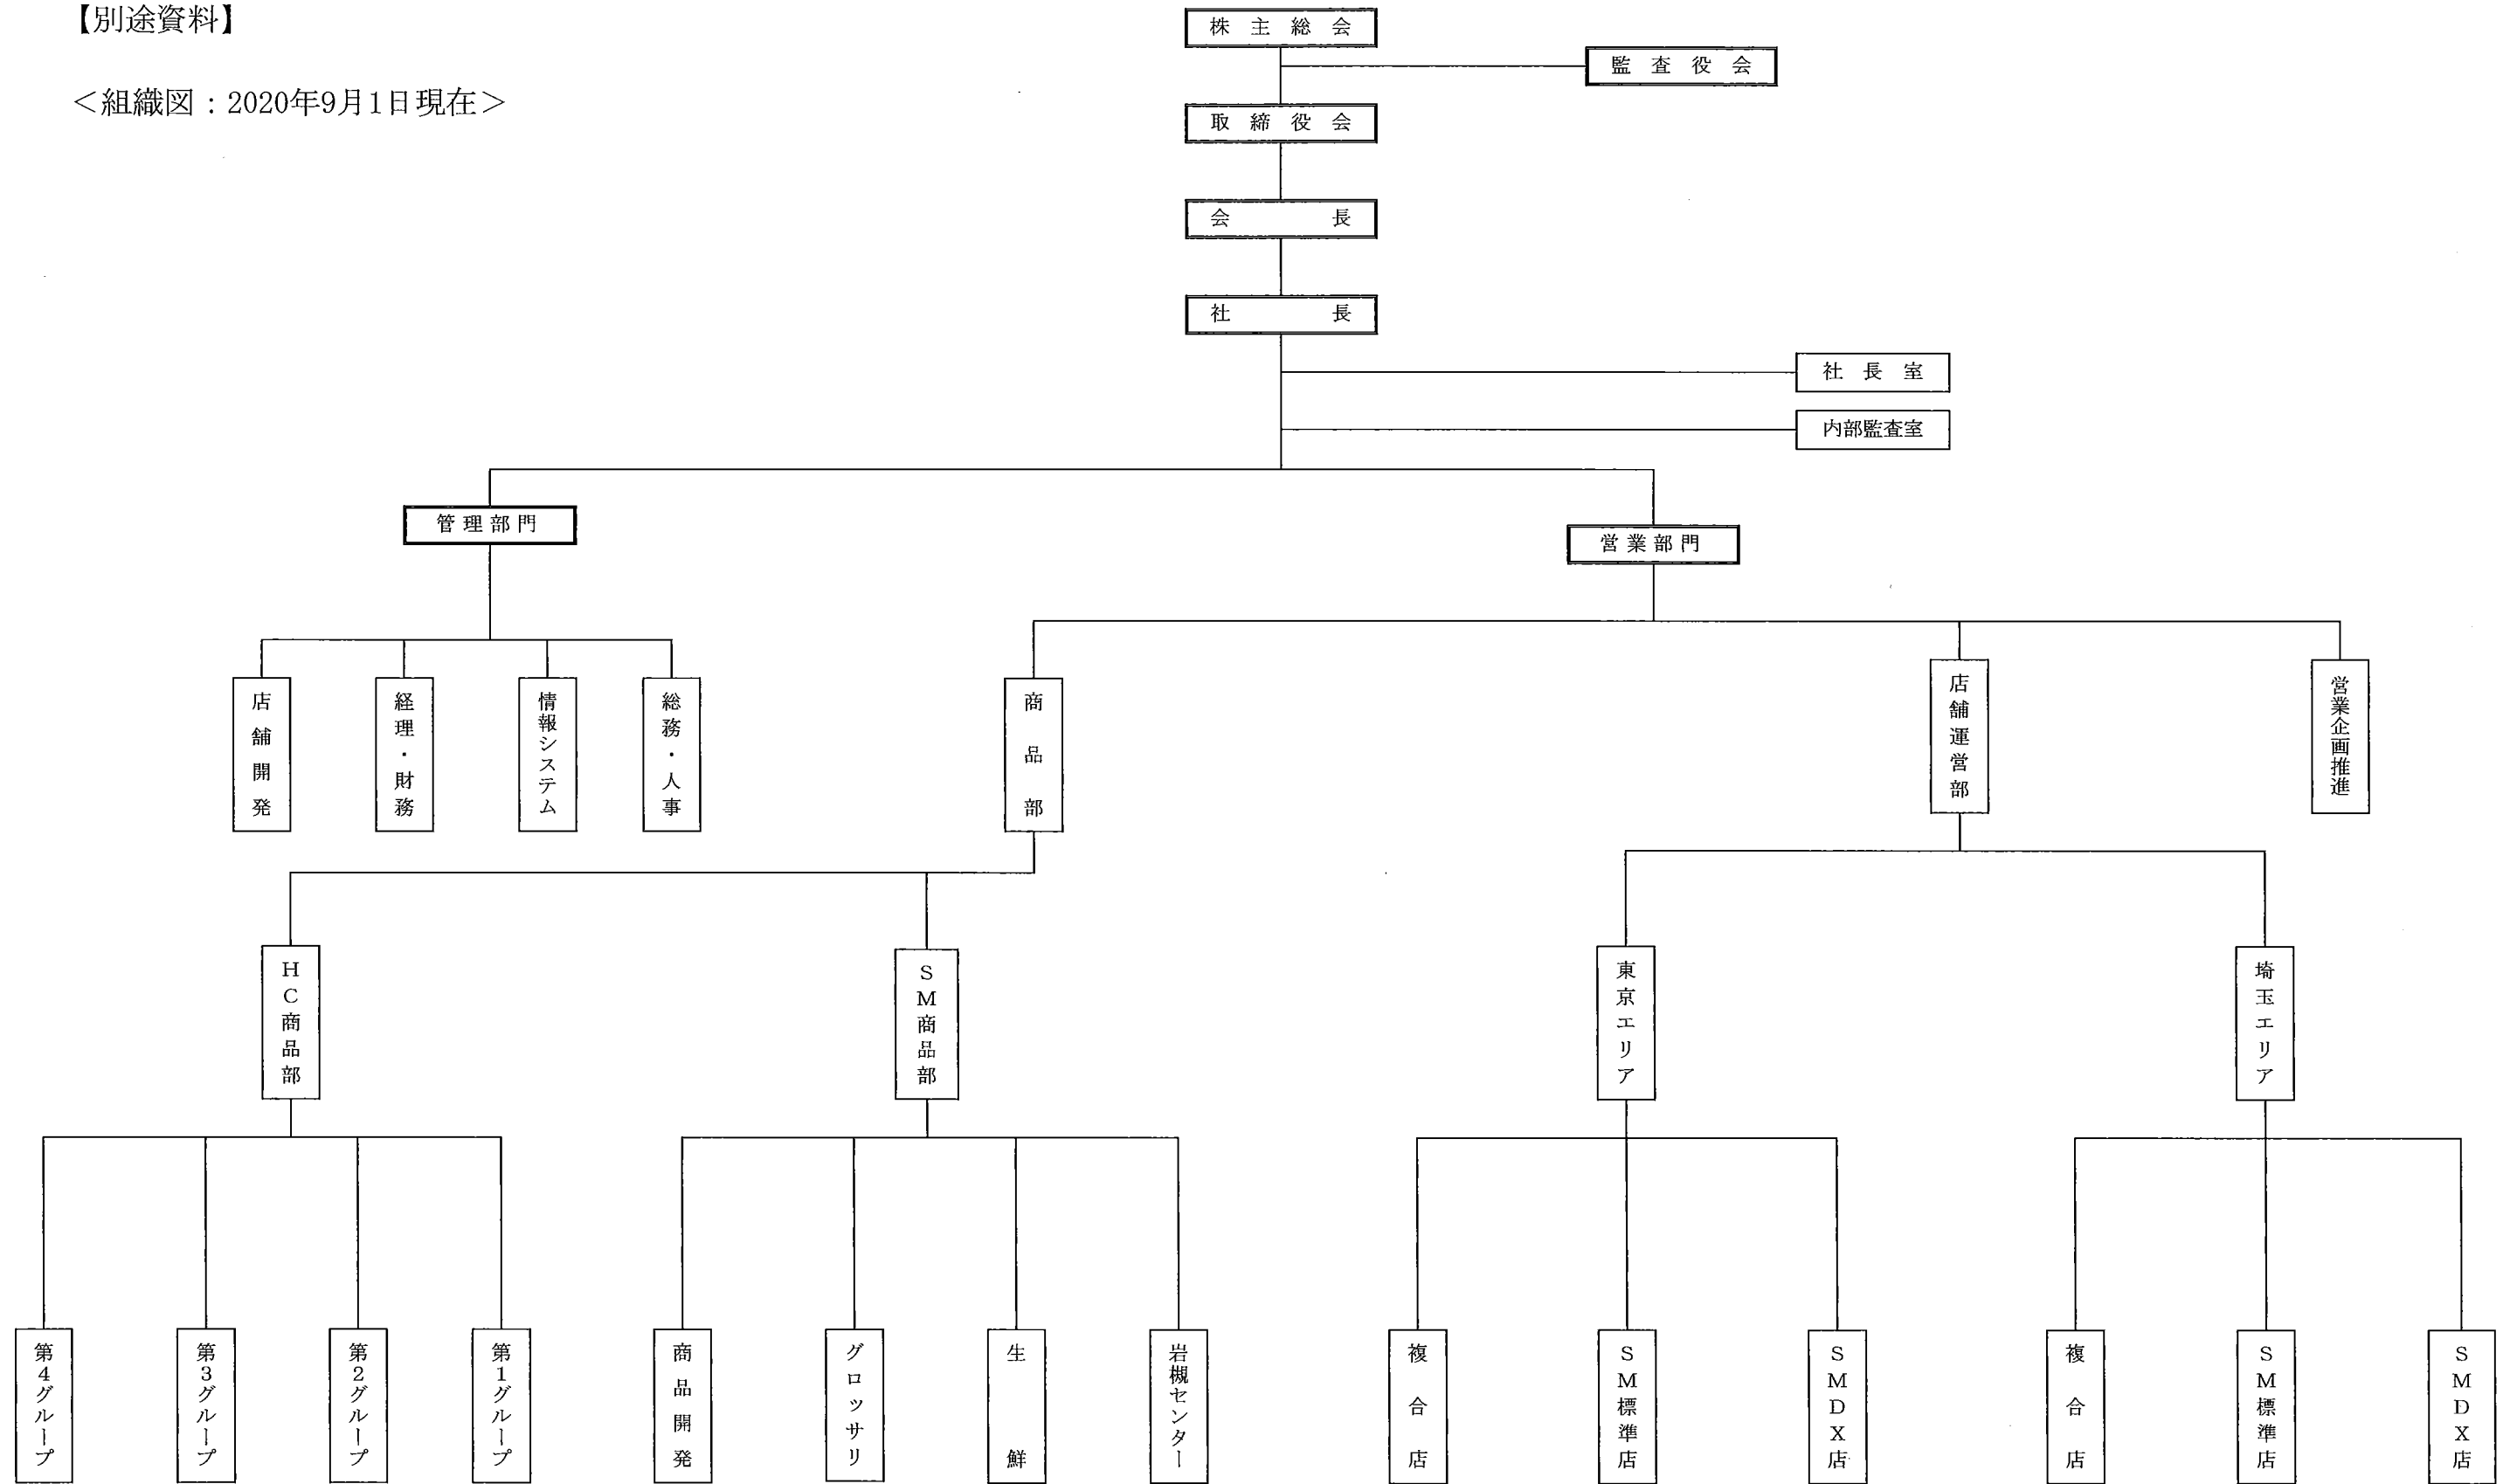 【別途資料】
株主総会
監査役会
＜組織図：2020年9月1日現在＞
取締役会
会長
社長
社長室
内部監査室
管理部門
営業部門
店舗開発
経理・財務
情報システム
総務・人事
商品部
店舗運営部
営業企画推進
HC商品部
SM商品部
東京エリア
埼玉エリア
第4グループ
第3グループ
第2グループ
第1グループ
商品開発
グロッサリ
生鮮
岩槻センター
複合店
SM標準店
SMDX店
複合店
SM標準店
SMDX店